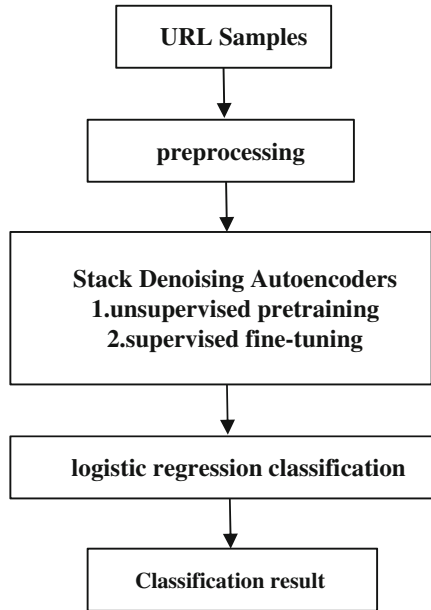 URL Samples
preprocessing
Stack Denoising Autoencoders
1.unsupervised pretraining
2.supervised fine-tuning
logistic regression classification
Classification result